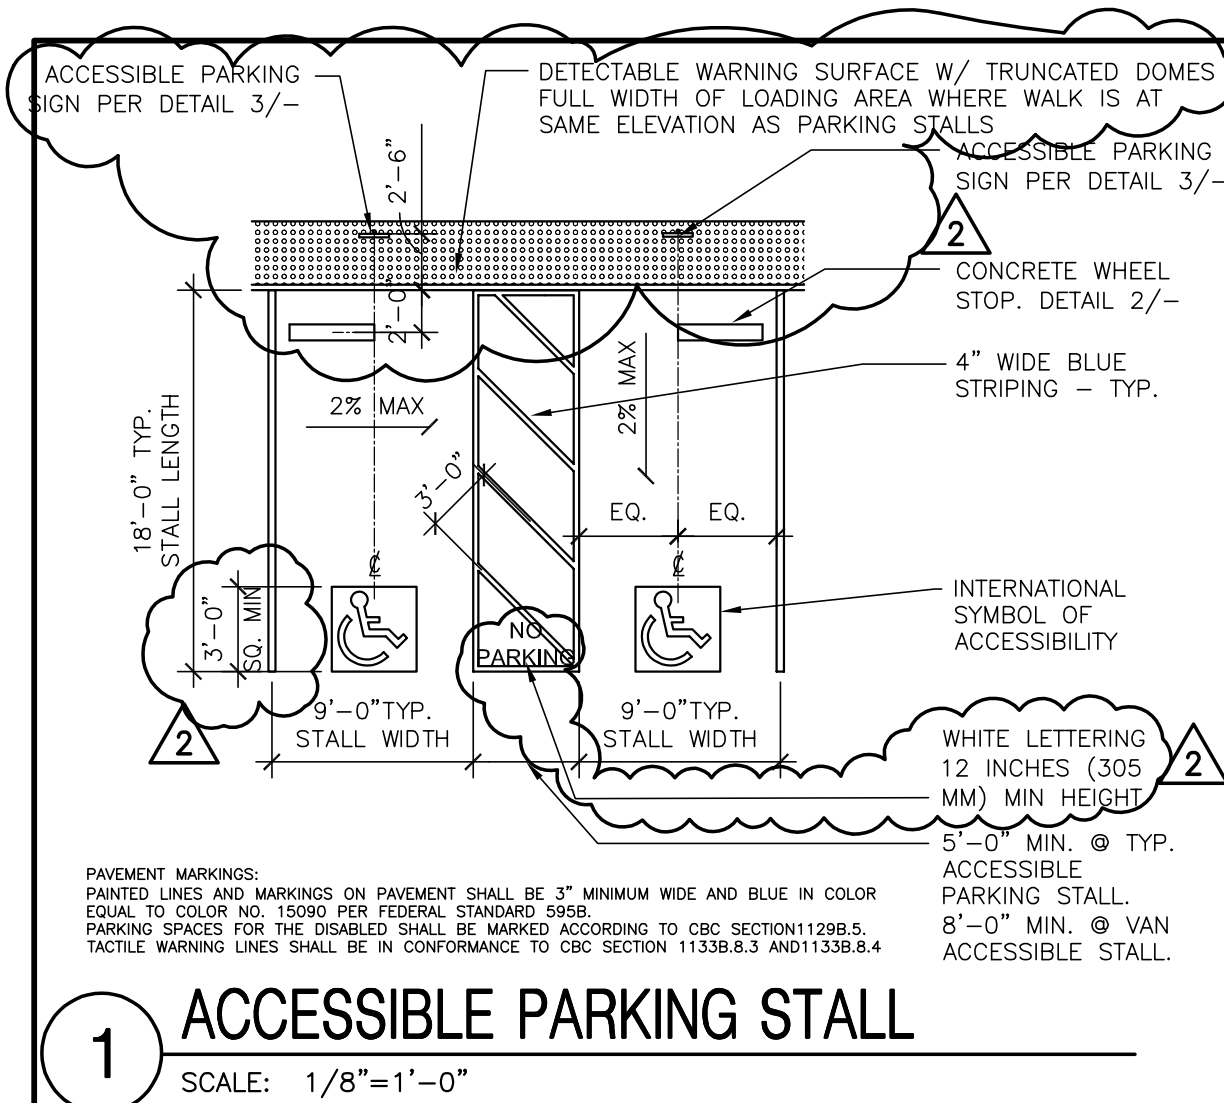 ACCESSIBLE PARKING
SIGN PER DETAIL 3/–
DETECTABLE WARNING SURFACE W/ TRUNCATED DOMES
FULL WIDTH OF LOADING AREA WHERE WALK IS AT
SAME ELEVATION AS PARKING STALLS
ACCESSIBLE PARKING
SIGN PER DETAIL 3/–
2
2'–6"
2'–0"
CONCRETE WHEEL
STOP. DETAIL 2/–
4" WIDE BLUE
STRIPING – TYP.
2% MAX
2% MAX
18'–0" TYP.
STALL LENGTH
3'–0"
EQ.
EQ.
℄
℄
3'–0"
SQ. MIN
INTERNATIONAL
SYMBOL OF
ACCESSIBILITY
NO
PARKING
2
9'–0"TYP.
STALL WIDTH
9'–0"TYP.
STALL WIDTH
WHITE LETTERING
12 INCHES (305
MM) MIN HEIGHT
2
5'–0" MIN. @ TYP.
ACCESSIBLE
PARKING STALL.
8'–0" MIN. @ VAN
ACCESSIBLE STALL.
PAVEMENT MARKINGS:
PAINTED LINES AND MARKINGS ON PAVEMENT SHALL BE 3" MINIMUM WIDE AND BLUE IN COLOR
EQUAL TO COLOR NO. 15090 PER FEDERAL STANDARD 595B.
PARKING SPACES FOR THE DISABLED SHALL BE MARKED ACCORDING TO CBC SECTION1129B.5.
TACTILE WARNING LINES SHALL BE IN CONFORMANCE TO CBC SECTION 1133B.8.3 AND1133B.8.4
1
ACCESSIBLE PARKING STALL
SCALE: 1/8"=1'–0"